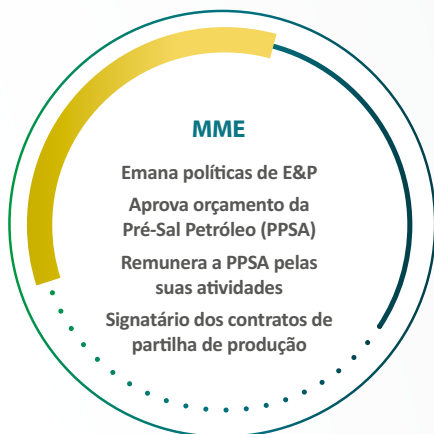 MME
Emana políticas de E&P
Aprova orçamento da
Pré-Sal Petróleo (PPSA)
Remunera a PPSA pelas
suas atividades
Signatário dos contratos de
partilha de produção